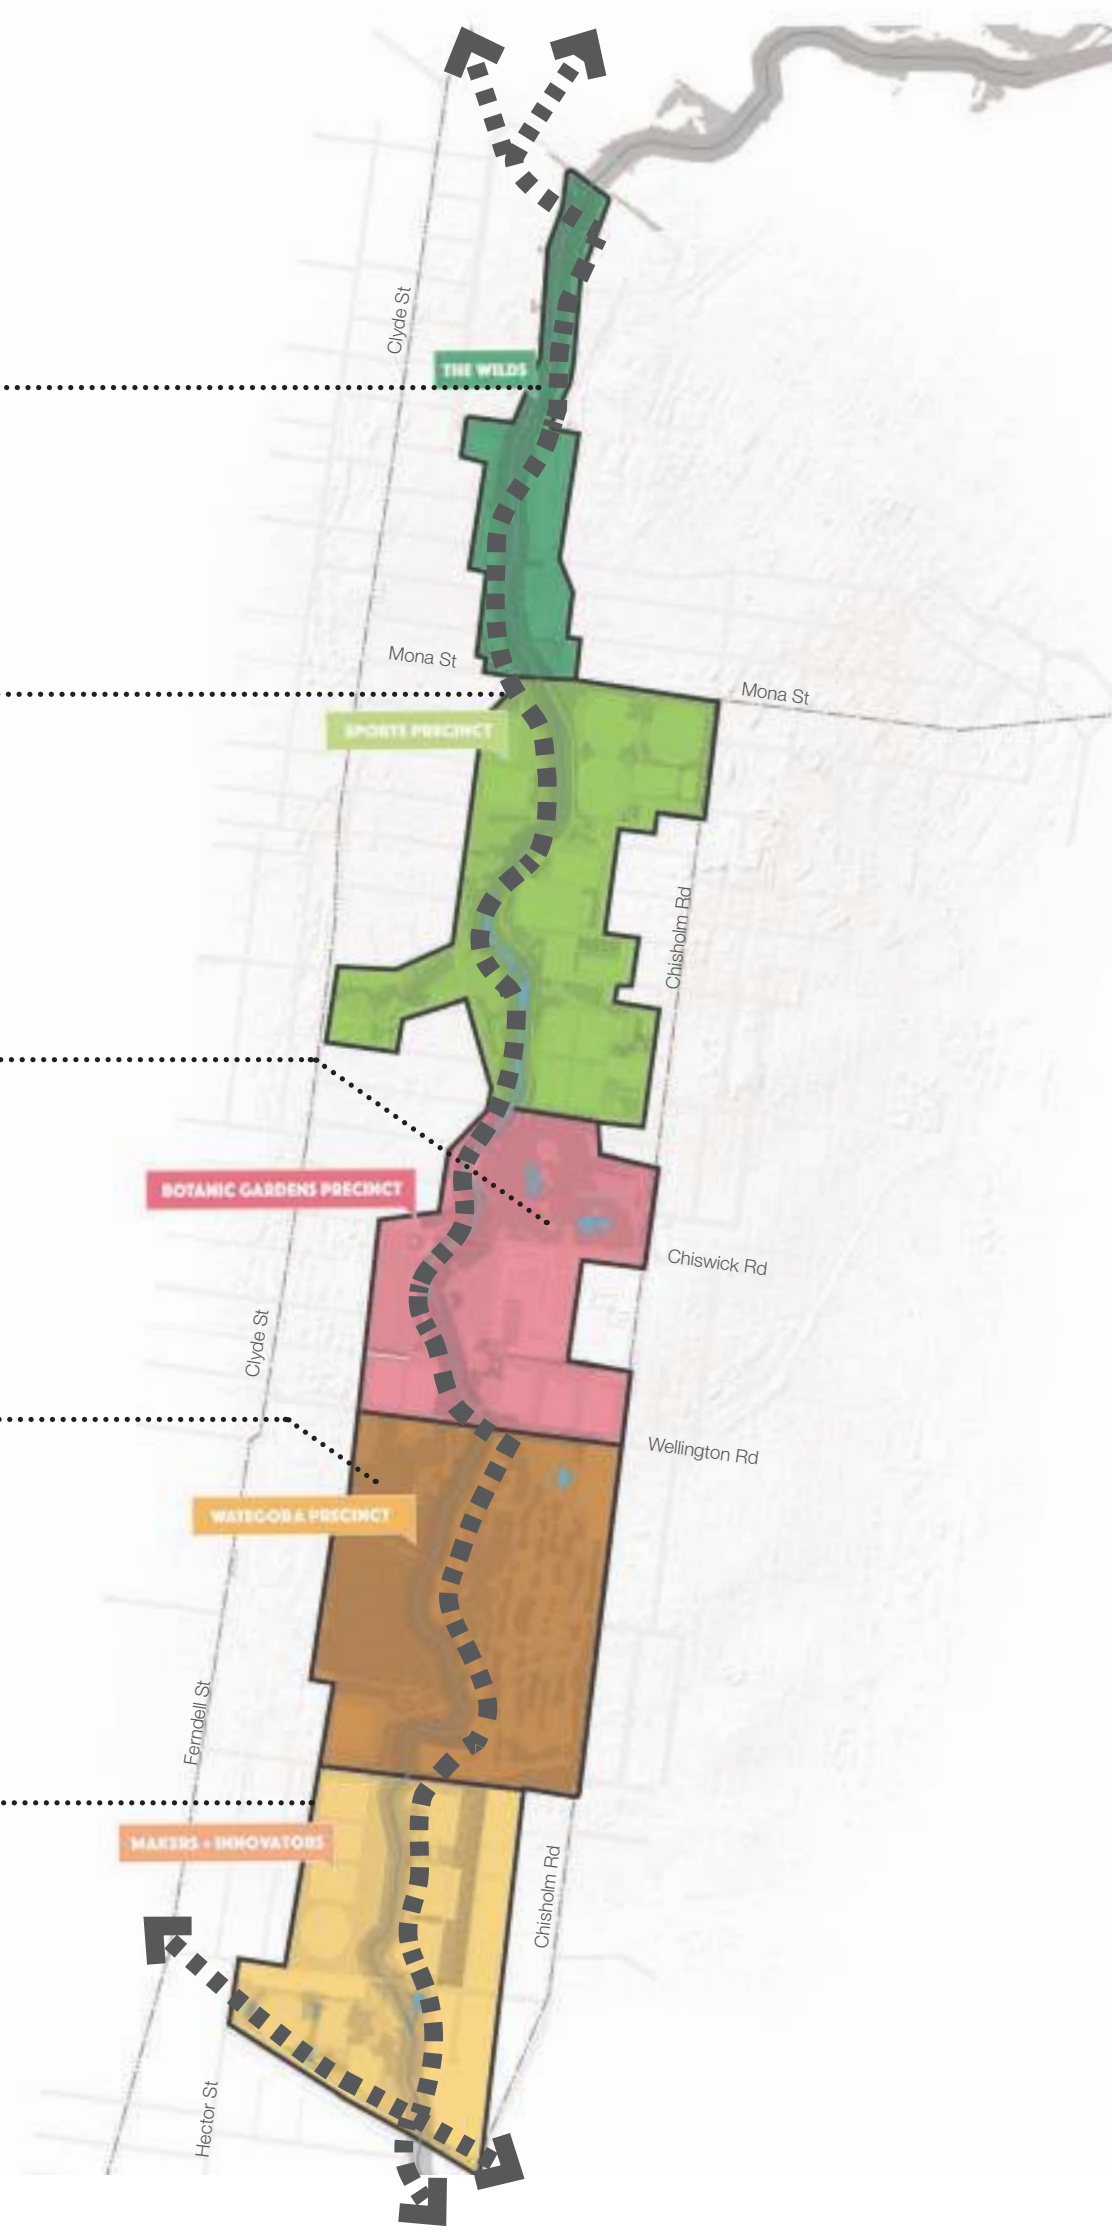 Clyde St
THE WILDS
Mona St
Mona St
SPORTS PRECINCT
Chisholm Rd
BOTANIC GARDENS PRECINCT
Chiswick Rd
Clyde St
Wellington Rd
WATEGORA PRECINCT
Ferndell St
MAKERS + INNOVATORS
Chisholm Rd
Hector St